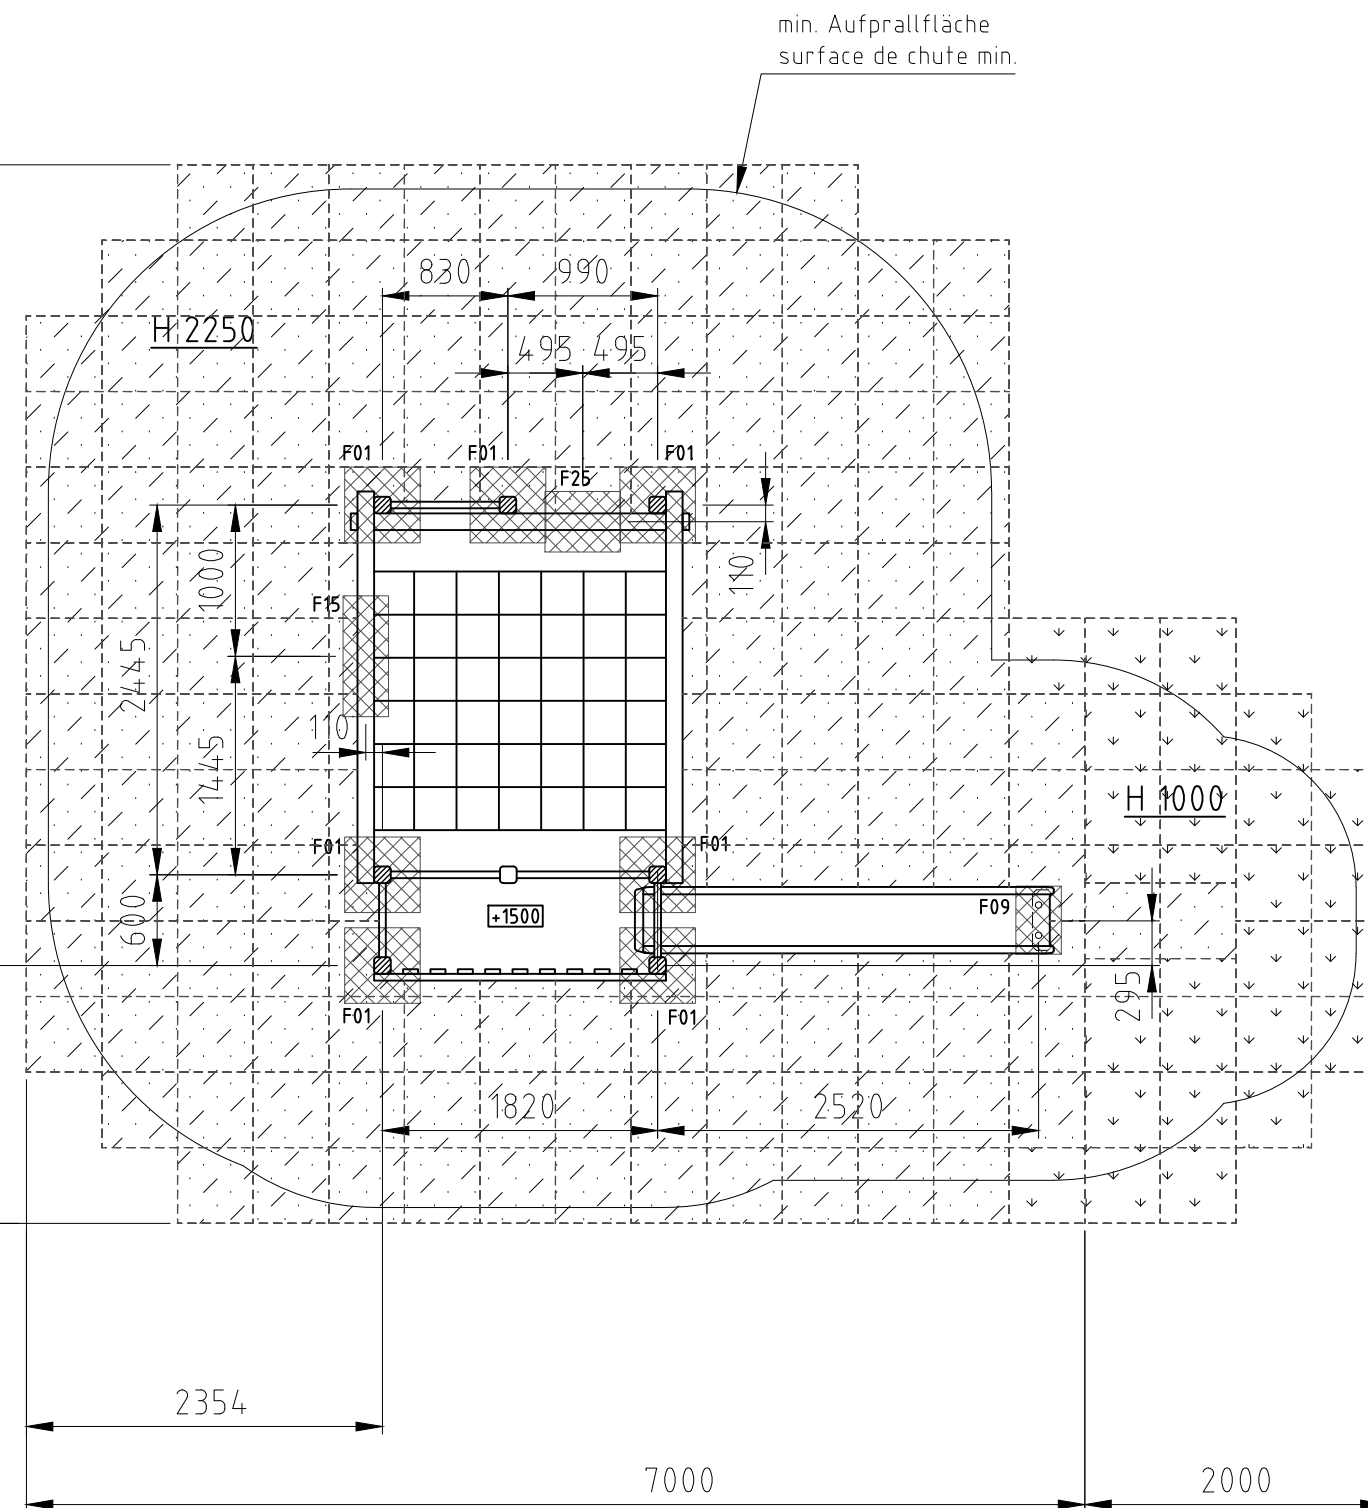 min. Aufprallfläche
surface de chute min.
830
990
H 2250
495
495
F01
F01
F01
F25
1000
110
F15
2445
110
1445
H 1000
F01
F01
600
+1500
F09
295
F01
F01
1820
2520
2354
7000
2000